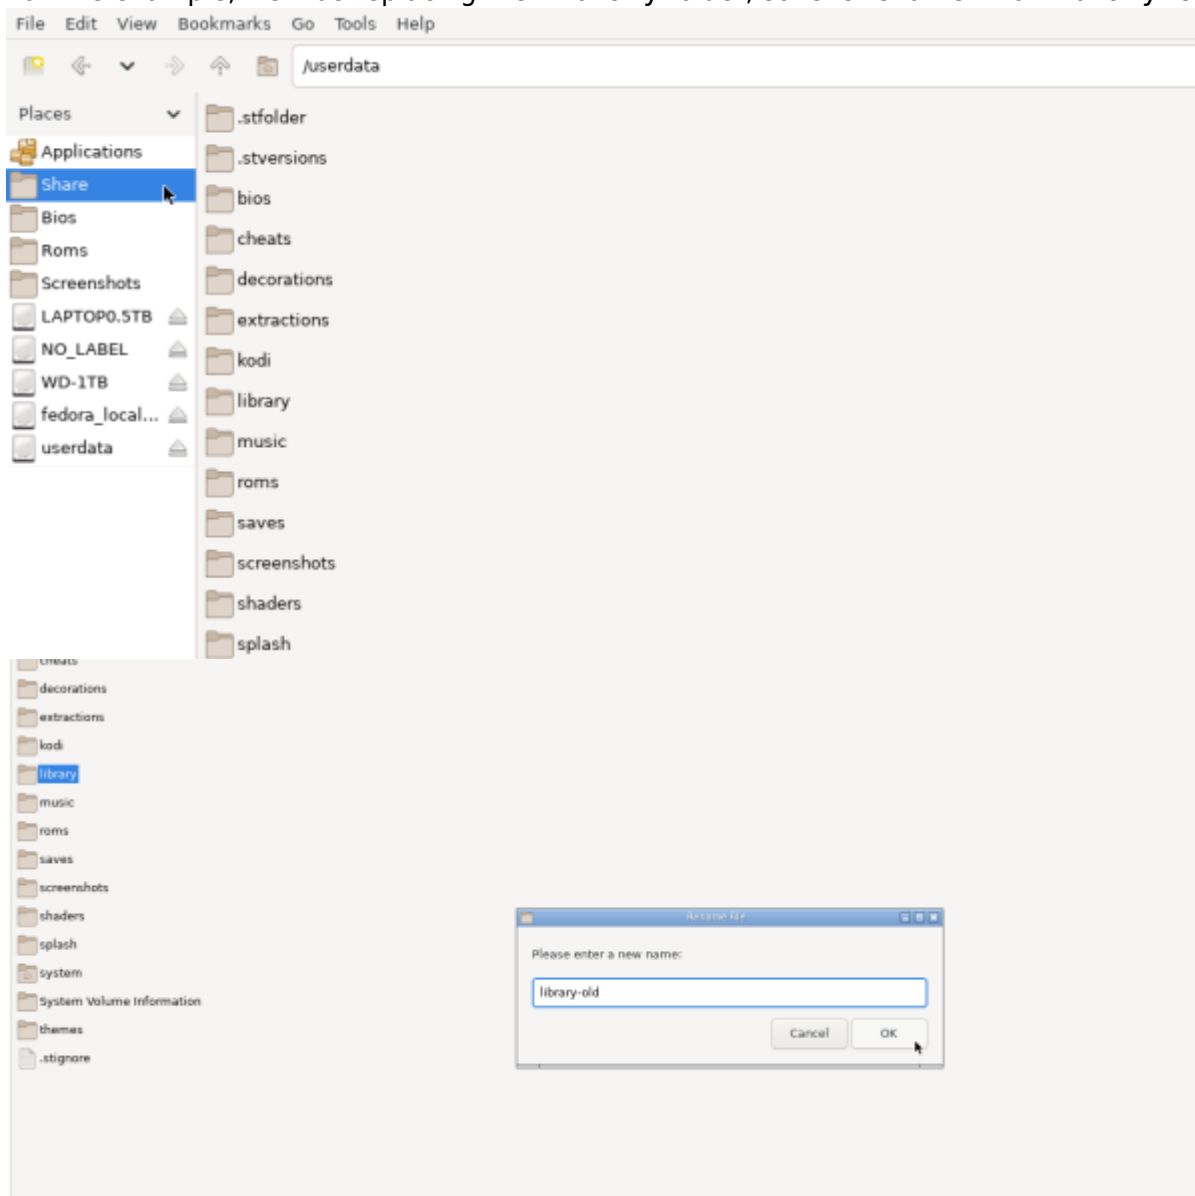 File Edit View Bookmarks Go Tools Help
/userdata
Places
Applications
Share
Bios
Roms
Screenshots
LAPTOP0.5TB
NO_LABEL
WD-1TB
fedora_local...
userdata
.stfolder
.stversions
bios
cheats
decorations
extractions
kodi
library
music
roms
saves
screenshots
shaders
splash
cheats
decorations
extractions
kodi
library
music
roms
saves
screenshots
shaders
splash
system
System Volume Information
themes
.stignore
Rename File
Please enter a new name:
library-old
Cancel OK